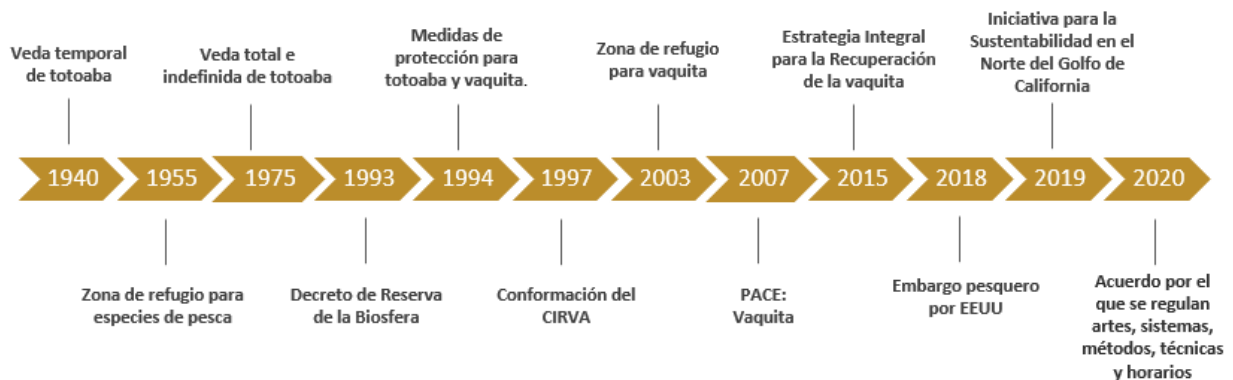 Veda temporal
de totoaba
Veda total e
indefinida de totoaba
Medidas de
protección para
totoaba y vaquita.
Zona de refugio
para vaquita
Estrategia Integral
para la Recuperación
de la vaquita
Iniciativa para la
Sustentabilidad en el
Norte del Golfo de
California
1940
1955
1975
1993
1994
1997
2003
2007
2015
2018
2019
2020
Zona de refugio para
especies de pesca
Decreto de Reserva
de la Biosfera
Conformación del
CIRVA
PACE:
Vaquita
Embargo pesquero
por EEUU
Acuerdo por el
que se regulan
artes, sistemas,
métodos, técnicas
y horarios